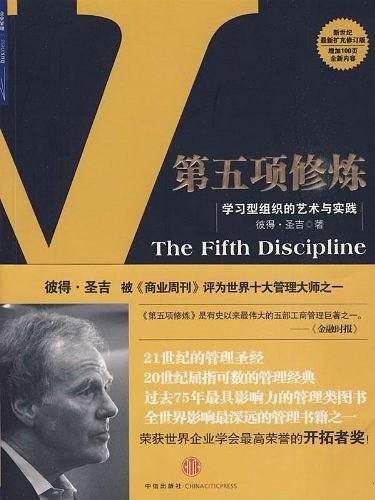 新世纪
最新扩充修订版
增加100页
全新内容
第五项修炼
学习型组织的艺术与实践
彼得·圣吉◎著
The Fifth Discipline
彼得·圣吉 被《商业周刊》评为世界十大管理大师之一
《第五项修炼》是有史以来最伟大的五部工商管理巨著之一。
——《金融时报》
21世纪的管理圣经
20世纪屈指可数的管理经典
过去75年最具影响力的管理类图书
全世界影响最深远的管理书籍之一
荣获世界企业学会最高荣誉的开拓者奖!
中信出版社·CHINACITICPRESS